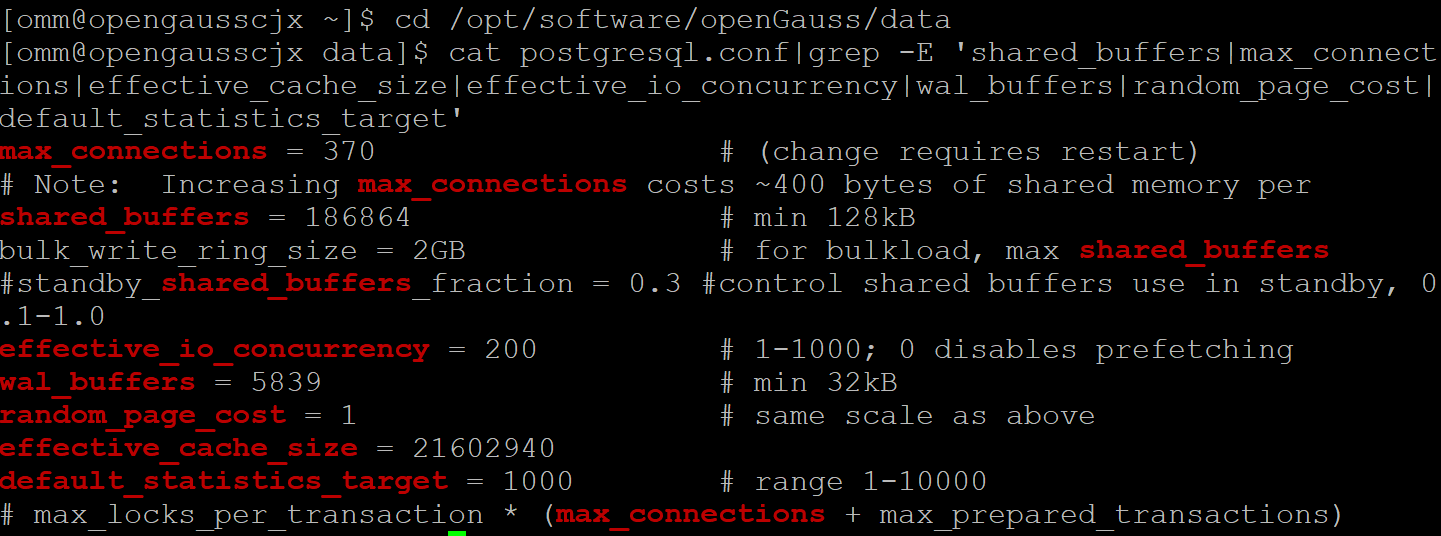 [omm@opengausscjx ~]$ cd /opt/software/openGauss/data
[omm@opengausscjx data]$ cat postgresql.conf|grep -E 'shared_buffers|max_connect
ions|effective_cache_size|effective_io_concurrency|wal_buffers|random_page_cost|
default_statistics_target'
max_connections = 370                   # (change requires restart)
# Note:  Increasing max_connections costs ~400 bytes of shared memory per
shared_buffers = 186864                 # min 128kB
bulk_write_ring_size = 2GB              # for bulkload, max shared_buffers
#standby_shared_buffers_fraction = 0.3 #control shared buffers use in standby, 0
.1-1.0
effective_io_concurrency = 200          # 1-1000; 0 disables prefetching
wal_buffers = 5839                      # min 32kB
random_page_cost = 1                    # same scale as above
effective_cache_size = 21602940
default_statistics_target = 1000        # range 1-10000
# max_locks_per_transaction * (max_connections + max_prepared_transactions)